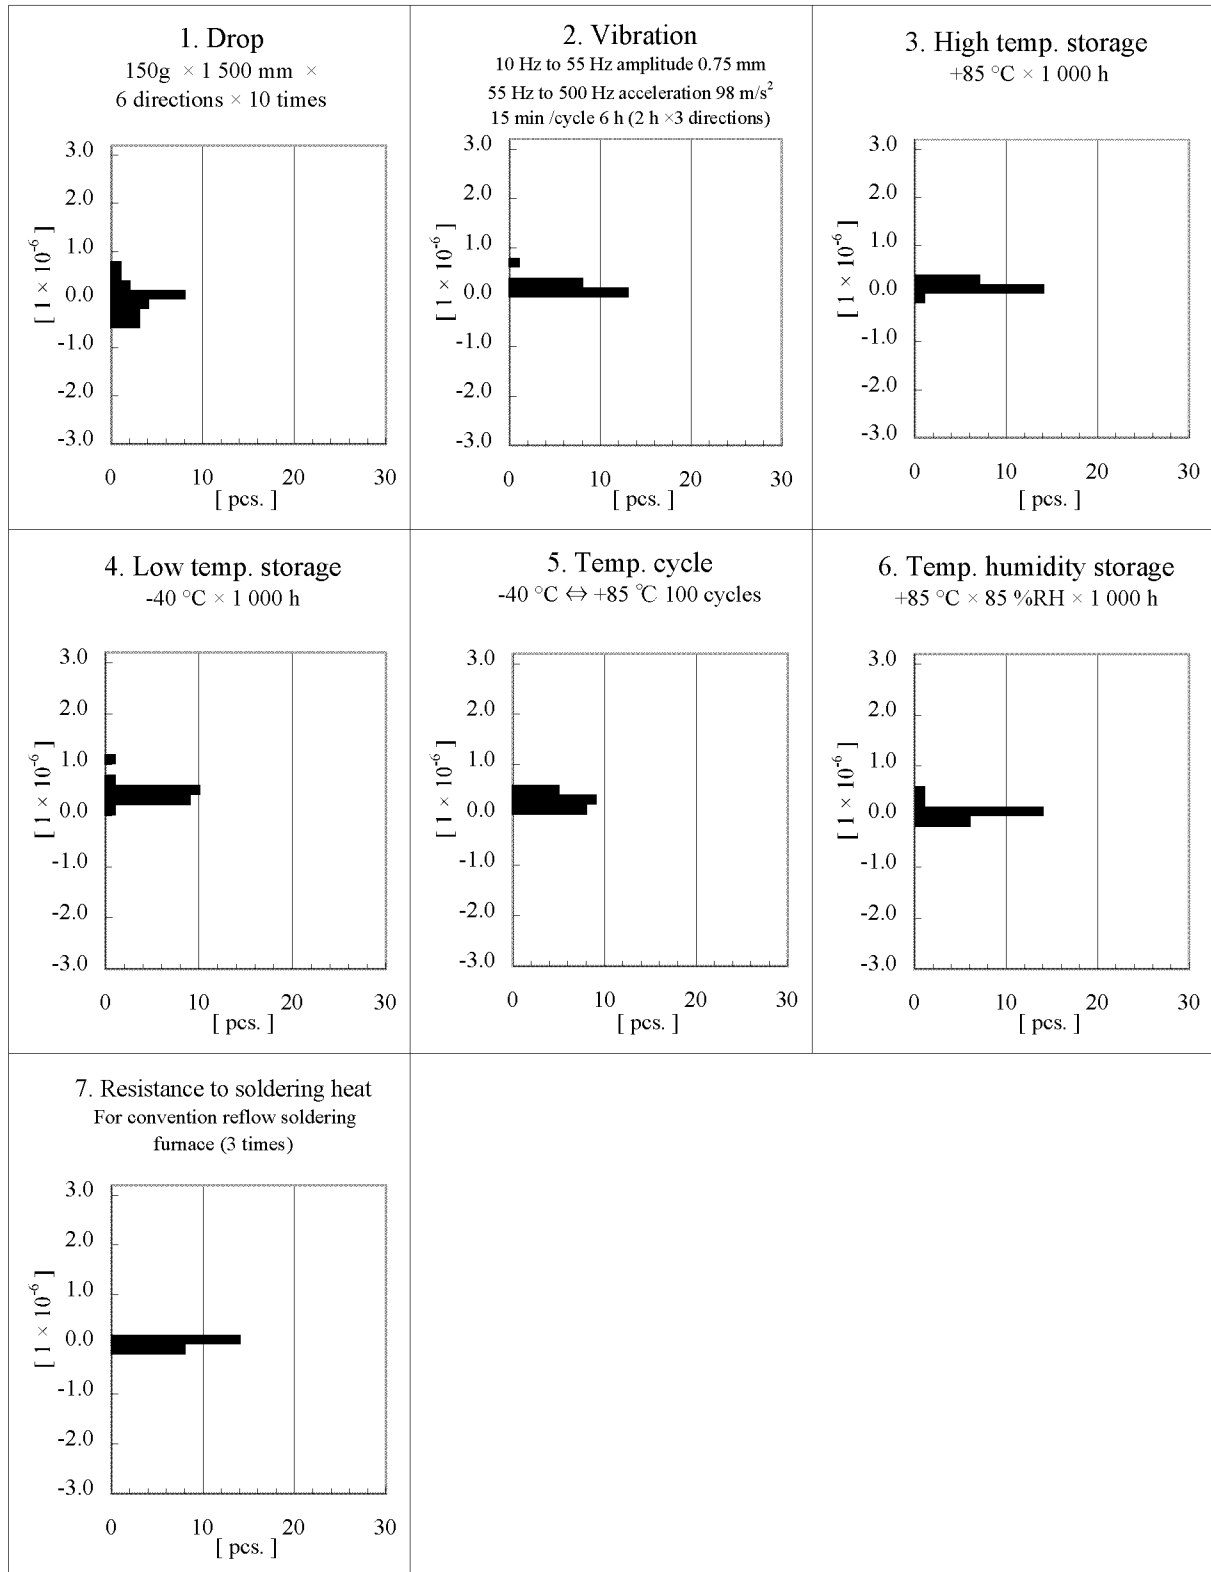 1. Drop
150g × 1 500 mm ×
6 directions × 10 times
[ 1 × 10⁻⁶ ]
3.0
2.0
1.0
0.0
-1.0
-2.0
-3.0
0 10 20 30
[ pcs. ]
2. Vibration
10 Hz to 55 Hz amplitude 0.75 mm
55 Hz to 500 Hz acceleration 98 m/s²
15 min /cycle 6 h (2 h ×3 directions)
[ 1 × 10⁻⁶ ]
3.0
2.0
1.0
0.0
-1.0
-2.0
-3.0
0 10 20 30
[ pcs. ]
3. High temp. storage
+85 °C × 1 000 h
[ 1 × 10⁻⁶ ]
3.0
2.0
1.0
0.0
-1.0
-2.0
-3.0
0 10 20 30
[ pcs. ]
4. Low temp. storage
-40 °C × 1 000 h
[ 1 × 10⁻⁶ ]
3.0
2.0
1.0
0.0
-1.0
-2.0
-3.0
0 10 20 30
[ pcs. ]
5. Temp. cycle
-40 °C ⇔ +85 °C 100 cycles
[ 1 × 10⁻⁶ ]
3.0
2.0
1.0
0.0
-1.0
-2.0
-3.0
0 10 20 30
[ pcs. ]
6. Temp. humidity storage
+85 °C × 85 %RH × 1 000 h
[ 1 × 10⁻⁶ ]
3.0
2.0
1.0
0.0
-1.0
-2.0
-3.0
0 10 20 30
[ pcs. ]
7. Resistance to soldering heat
For convention reflow soldering
furnace (3 times)
[ 1 × 10⁻⁶ ]
3.0
2.0
1.0
0.0
-1.0
-2.0
-3.0
0 10 20 30
[ pcs. ]